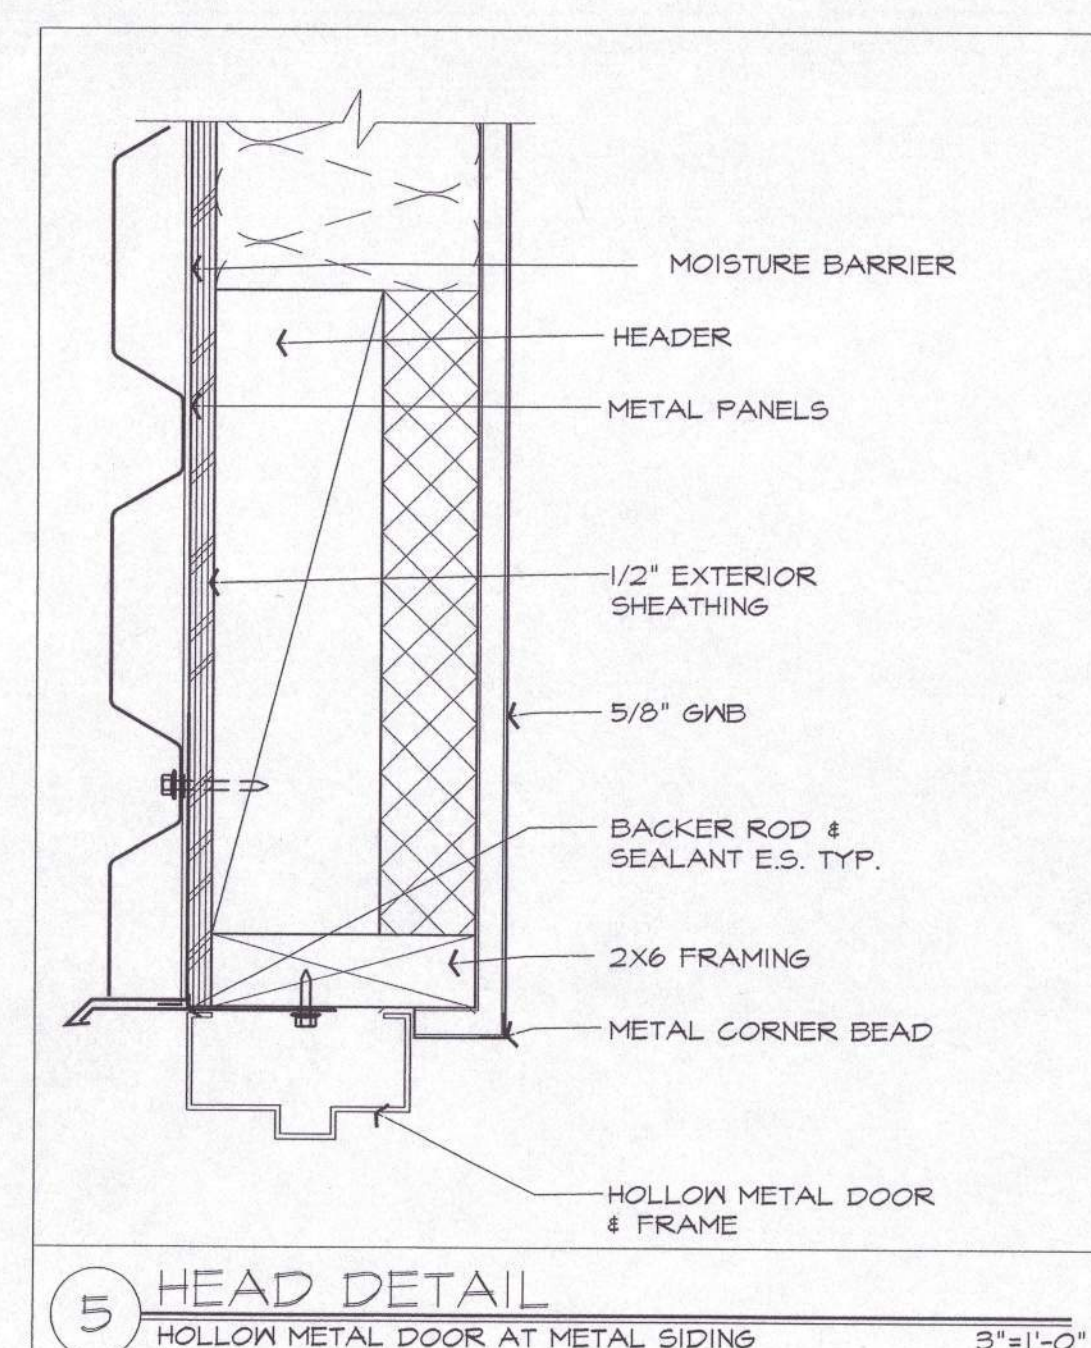 MOISTURE BARRIER
HEADER
METAL PANELS
1/2" EXTERIOR
SHEATHING
5/8" GWB
BACKER ROD &
SEALANT E.S. TYP.
2X6 FRAMING
METAL CORNER BEAD
HOLLOW METAL DOOR
& FRAME
5 HEAD DETAIL
HOLLOW METAL DOOR AT METAL SIDING 3"=1'-0"